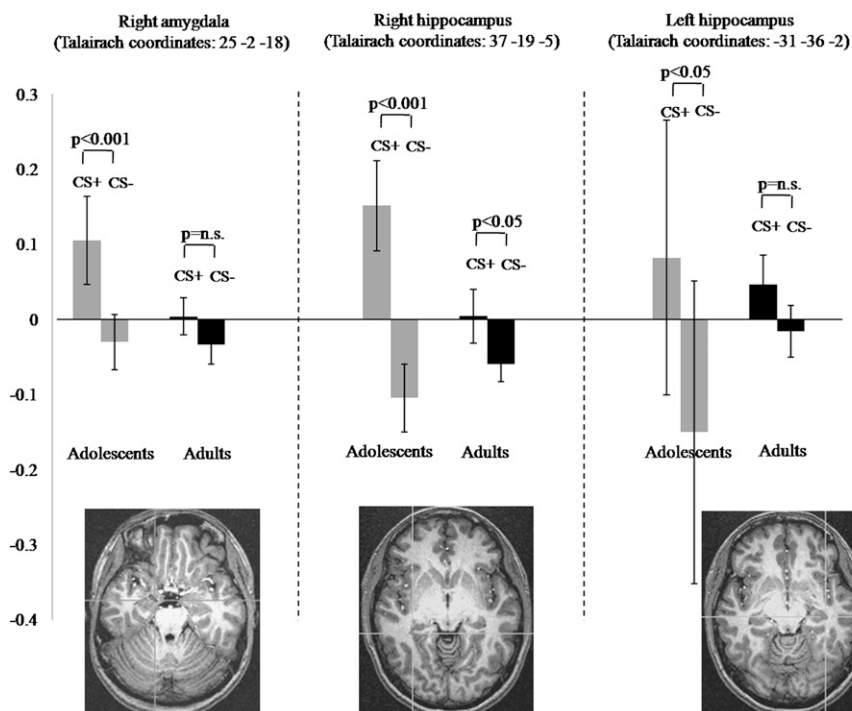 Right amygdala
(Talairach coordinates: 25 -2 -18)
Right hippocampus
(Talairach coordinates: 37 -19 -5)
Left hippocampus
(Talairach coordinates: -31 -36 -2)
0.3
0.2
0.1
0
-0.1
-0.2
-0.3
-0.4
p<0.001
CS+ CS-
p=n.s.
CS+ CS-
Adolescents
Adults
p<0.001
CS+ CS-
p<0.05
CS+ CS-
Adolescents
Adults
p<0.05
CS+ CS-
p=n.s.
CS+ CS-
Adolescents
Adults